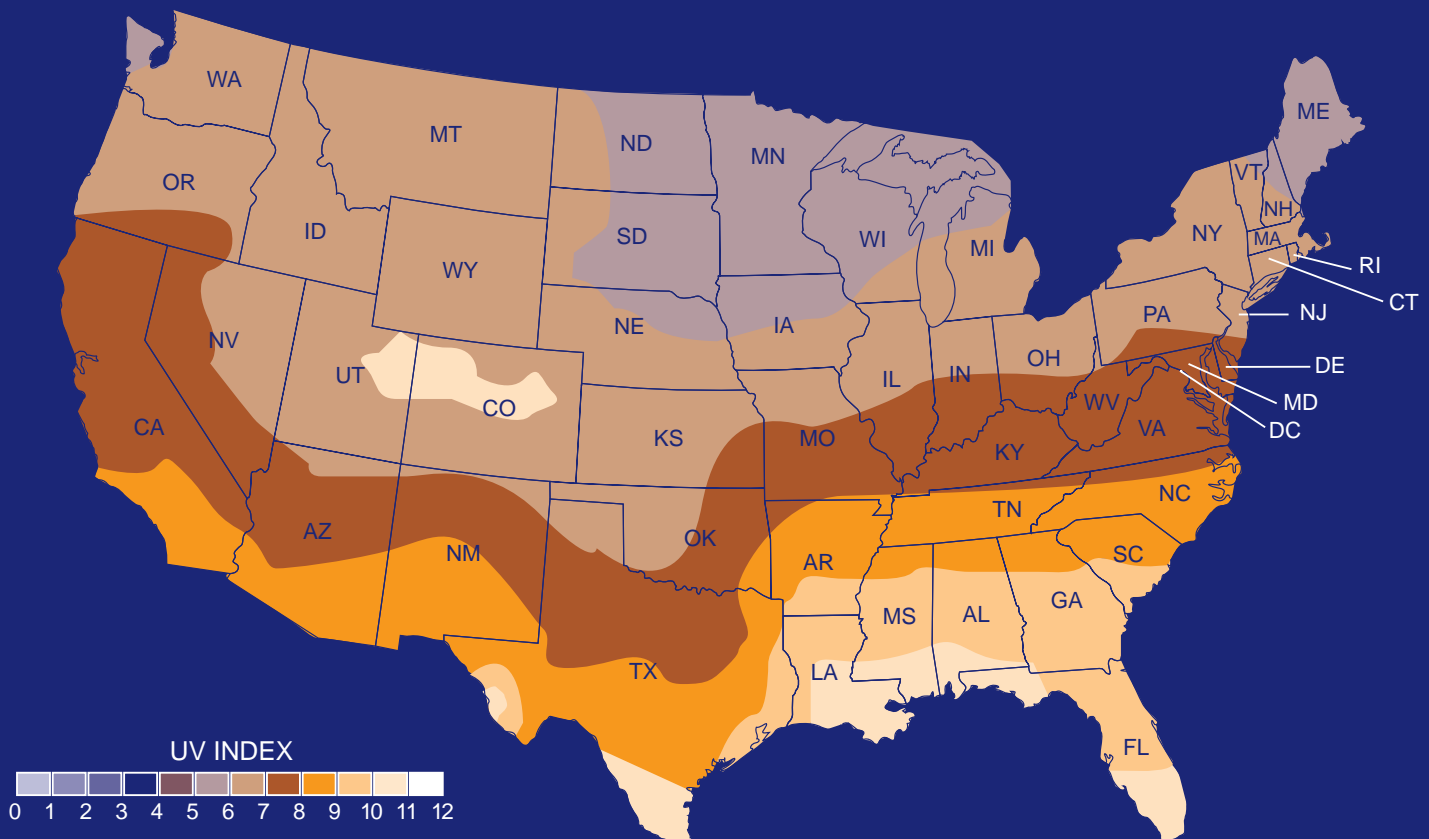 WA
MT
ND
MN
ME
OR
ID
WY
SD
WI
MI
NY
VT
NH
MA
RI
CT
NV
UT
CO
NE
IA
IL
IN
OH
PA
NJ
DE
MD
DC
CA
AZ
NM
KS
MO
KY
WV
VA
OK
AR
TN
NC
SC
TX
LA
MS
AL
GA
FL
UV INDEX
0 1 2 3 4 5 6 7 8 9 10 11 12